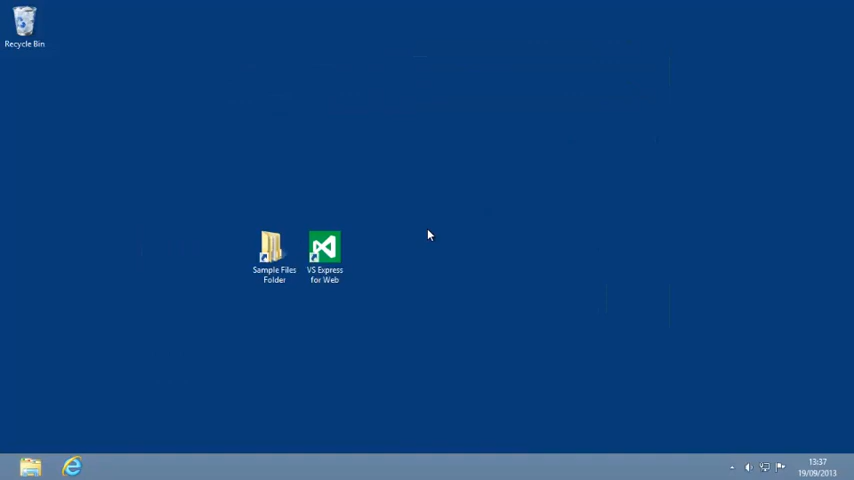 Recycle Bin
Sample Files
Folder
VS Express
for Web
13:37
19/09/2013